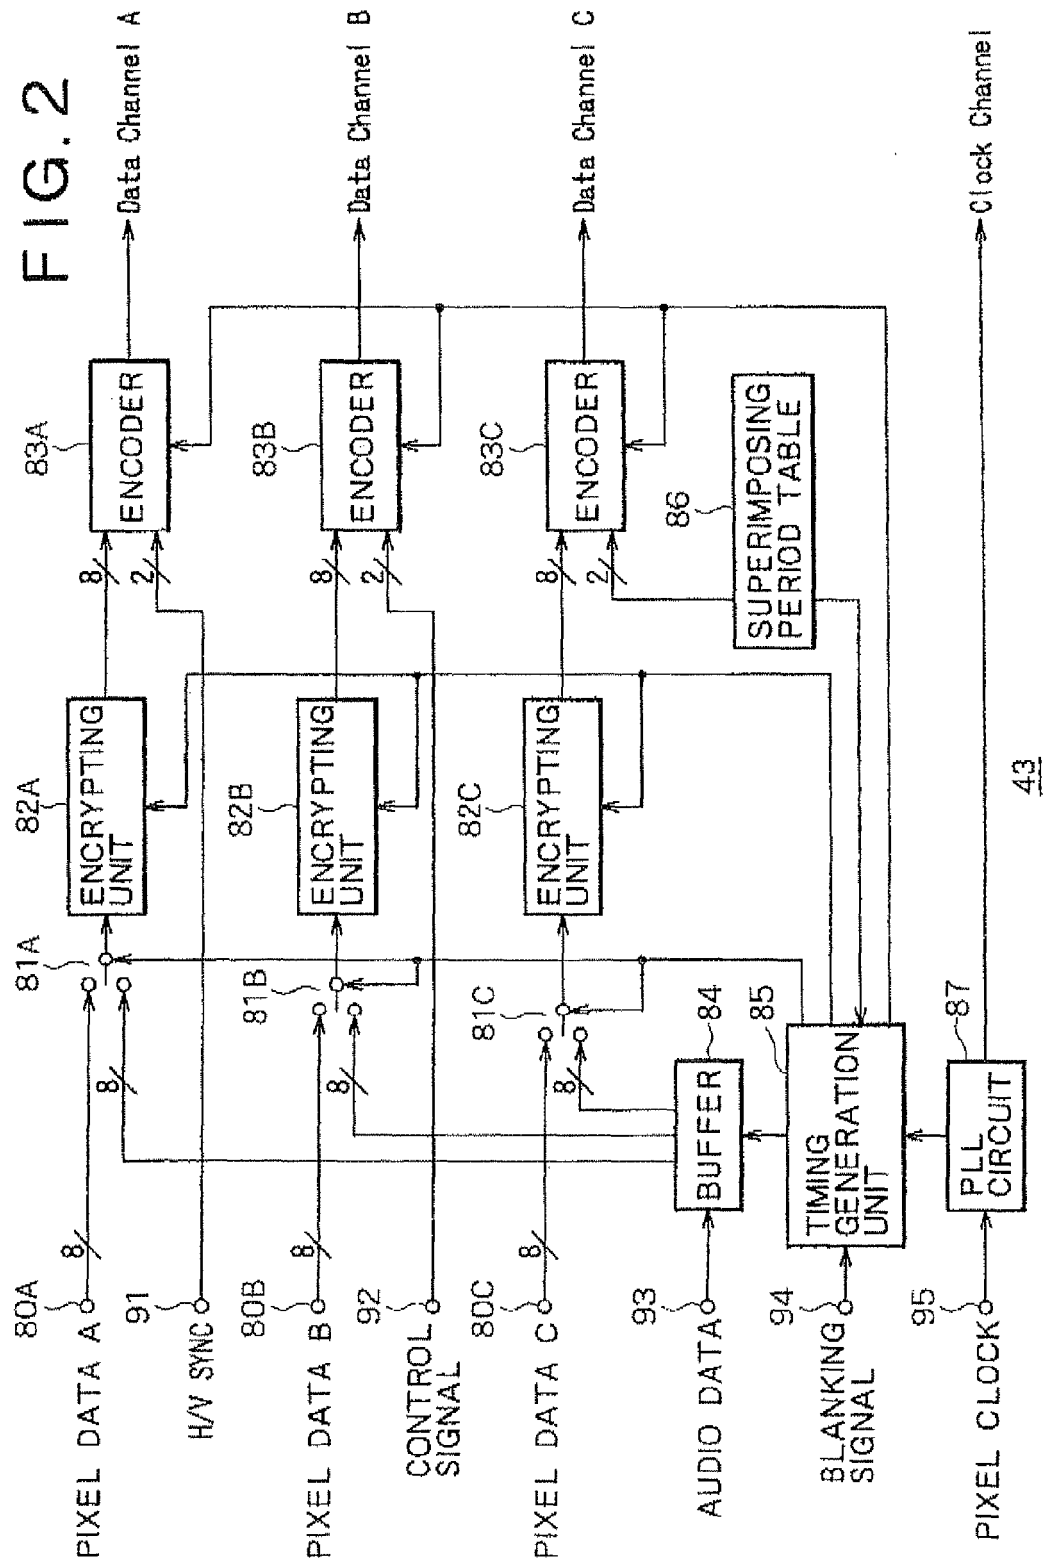 FIG. 2
80A
PIXEL DATA A
8
81A
8
82A
ENCRYPTING
UNIT
8
2
83A
ENCODER
Data Channel A
91
H/V SYNC
80B
PIXEL DATA B
8
81B
8
82B
ENCRYPTING
UNIT
8
2
83B
ENCODER
Data Channel B
92
CONTROL
SIGNAL
80C
PIXEL DATA C
8
81C
8
82C
ENCRYPTING
UNIT
8
2
83C
ENCODER
Data Channel C
93
AUDIO DATA
84
BUFFER
86
SUPERIMPOSING
PERIOD TABLE
94
BLANKING
SIGNAL
85
TIMING
GENERATION
UNIT
95
PIXEL CLOCK
87
PLL
CIRCUIT
Clock Channel
43